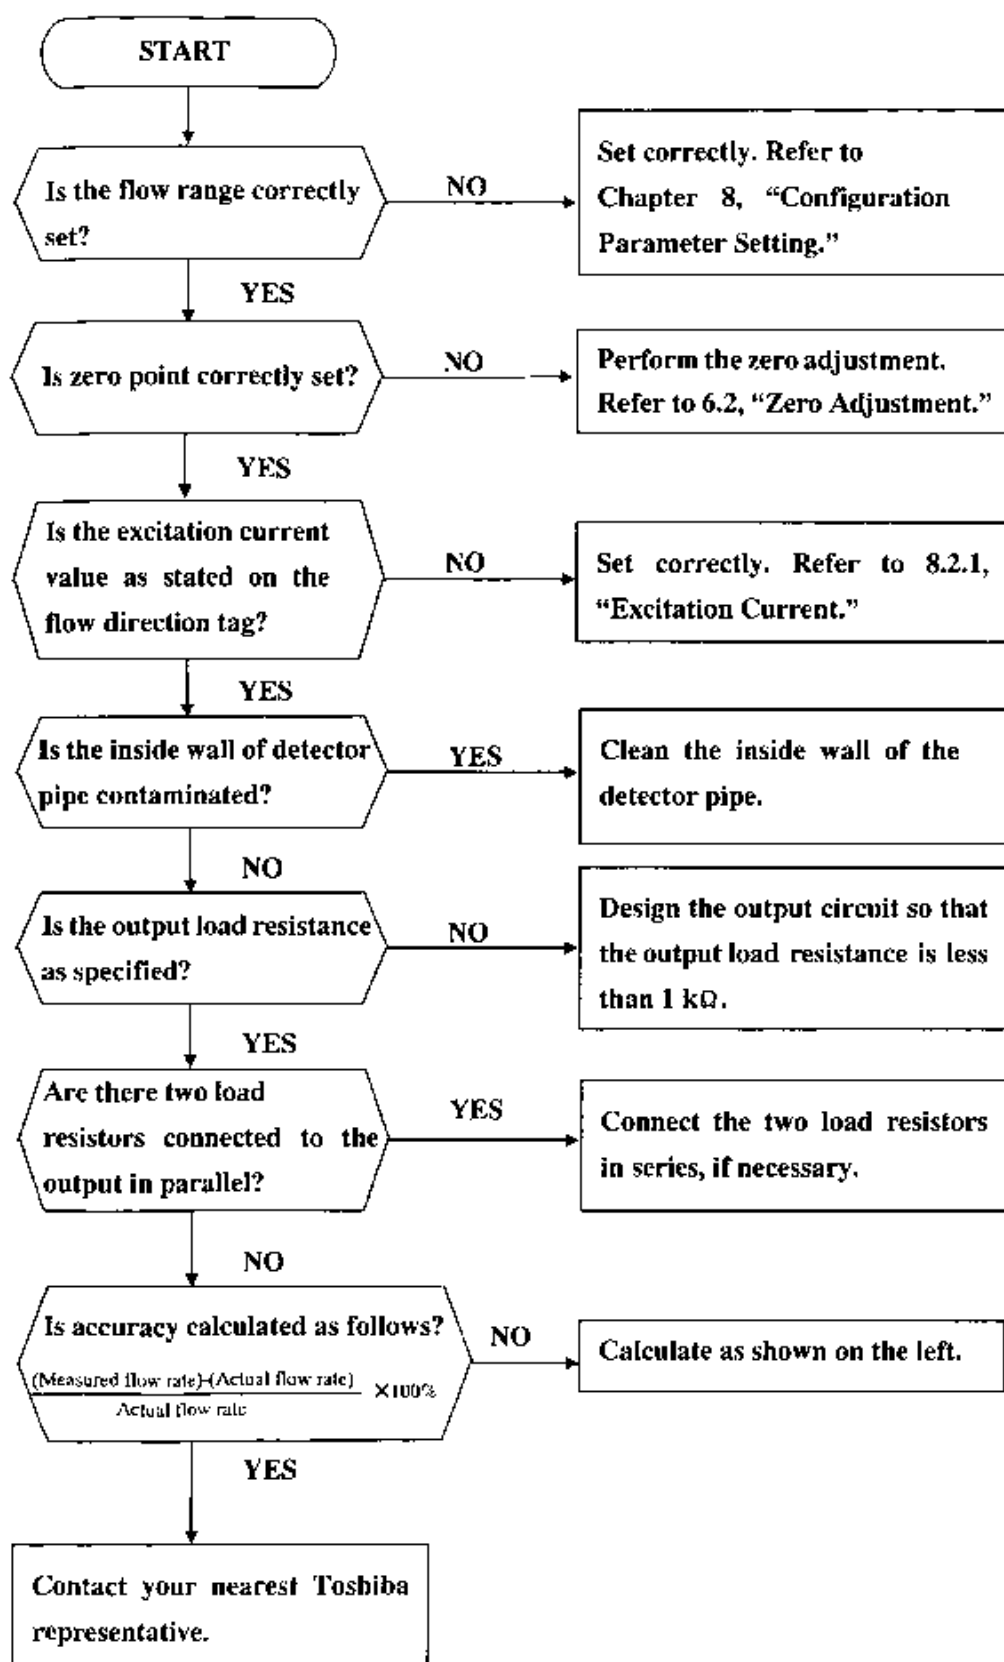 START
Is the flow range correctly
set?
NO
Set correctly. Refer to
Chapter 8, “Configuration
Parameter Setting.”
YES
Is zero point correctly set?
NO
Perform the zero adjustment.
Refer to 6.2, “Zero Adjustment.”
YES
Is the excitation current
value as stated on the
flow direction tag?
NO
Set correctly. Refer to 8.2.1,
“Excitation Current.”
YES
Is the inside wall of detector
pipe contaminated?
YES
Clean the inside wall of the
detector pipe.
NO
Is the output load resistance
as specified?
NO
Design the output circuit so that
the output load resistance is less
than 1 kΩ.
YES
Are there two load
resistors connected to the
output in parallel?
YES
Connect the two load resistors
in series, if necessary.
NO
Is accuracy calculated as follows?
(Measured flow rate)-(Actual flow rate)
Actual flow rate
×100%
NO
Calculate as shown on the left.
YES
Contact your nearest Toshiba
representative.